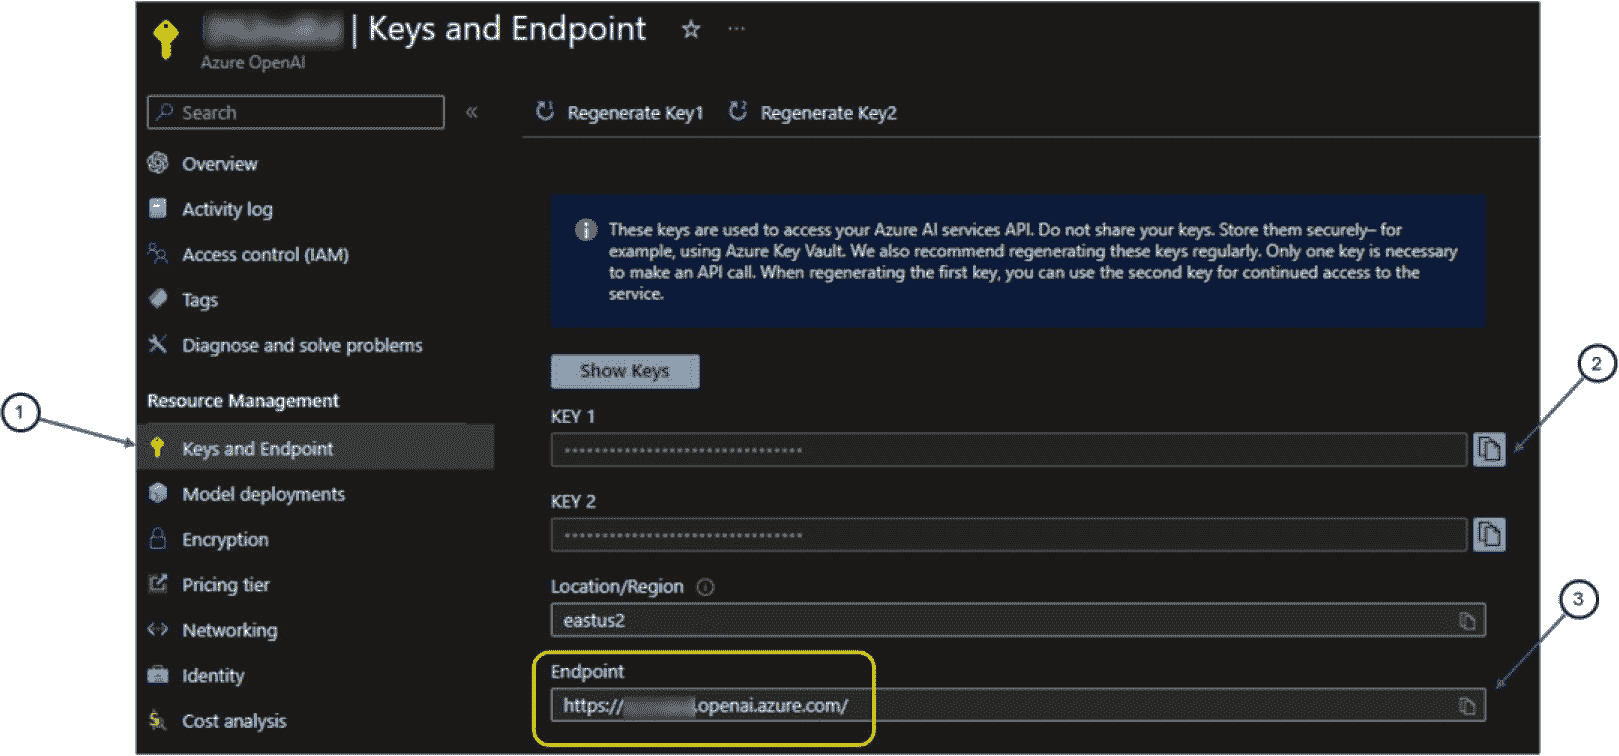 | Keys and Endpoint
Azure OpenAI
Search
Regenerate Key1
Regenerate Key2
Overview
Activity log
Access control (IAM)
Tags
Diagnose and solve problems
Resource Management
Keys and Endpoint
Model deployments
Encryption
Pricing tier
Networking
Identity
Cost analysis
These keys are used to access your Azure AI services API. Do not share your keys. Store them securely– for
example, using Azure Key Vault. We also recommend regenerating these keys regularly. Only one key is necessary
to make an API call. When regenerating the first key, you can use the second key for continued access to the
service.
Show Keys
KEY 1
KEY 2
Location/Region
eastus2
Endpoint
https:// .openai.azure.com/
1
2
3